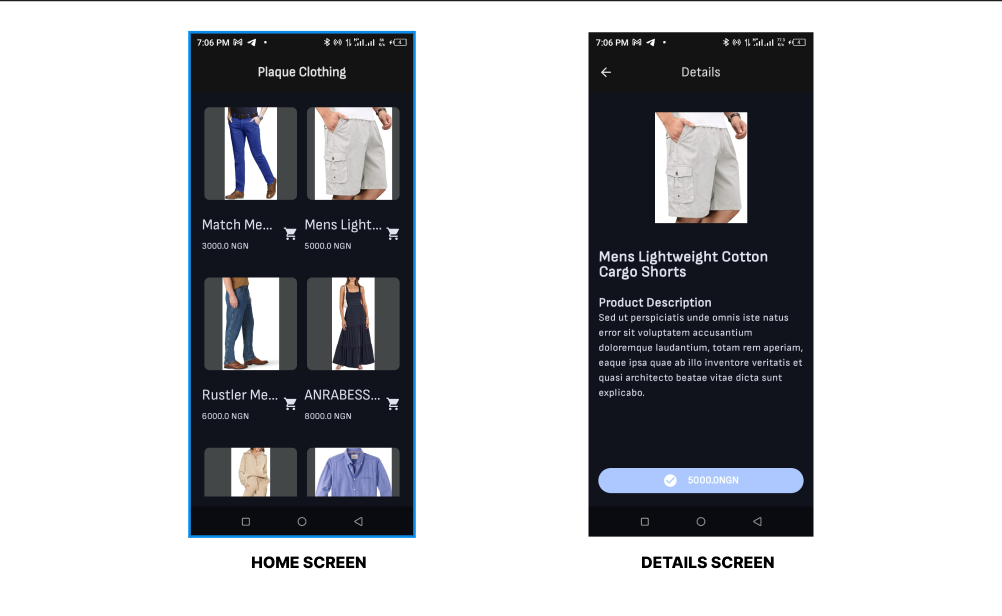 7:06 PM
7:06 PM
Plaque Clothing
Details
Match Me...
3000.0 NGN
Mens Light...
5000.0 NGN
Rustler Me...
6000.0 NGN
ANRABESS...
8000.0 NGN
HOME SCREEN
Mens Lightweight Cotton
Cargo Shorts
Product Description
Sed ut perspiciatis unde omnis iste natus
error sit voluptatem accusantium
doloremque laudantium, totam rem aperiam,
eaque ipsa quae ab illo inventore veritatis et
quasi architecto beatae vitae dicta sunt
explicabo.
5000.0NGN
DETAILS SCREEN